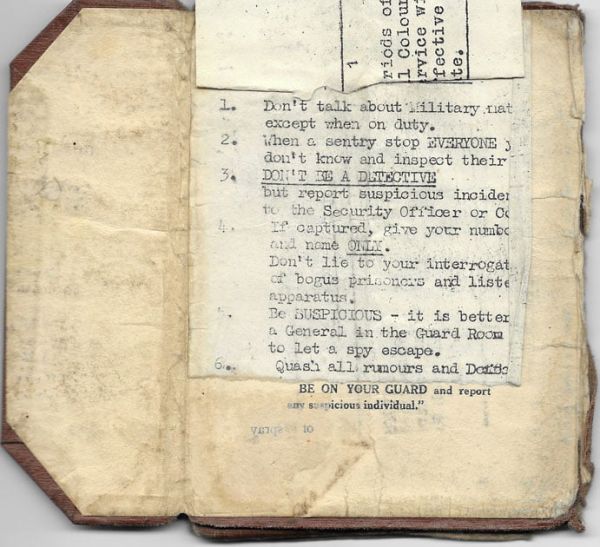 1
riods of
l Colou
rvice wi
fective
te.
1. Don't talk about Military mat
except when on duty.
2. When a sentry stop EVERYONE y
don't know and inspect their
3. DON'T BE A DETECTIVE
but report suspicious inciden
to the Security Officer or Co
4. If captured, give your numbe
and name ONLY.
Don't lie to your interrogat
of bogus prisoners and liste
apparatus.
5. Be SUSPICIOUS - it is better
a General in the Guard Room
to let a spy escape.
6. Quash all rumours and
BE ON YOUR GUARD and report
any suspicious individual."
to spray